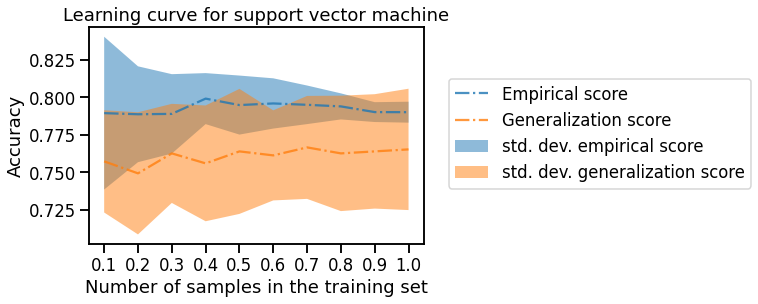 Learning curve for support vector machine
Accuracy
0.825
0.800
0.775
0.750
0.725
0.1 0.2 0.3 0.4 0.5 0.6 0.7 0.8 0.9 1.0
Number of samples in the training set
Empirical score
Generalization score
std. dev. empirical score
std. dev. generalization score